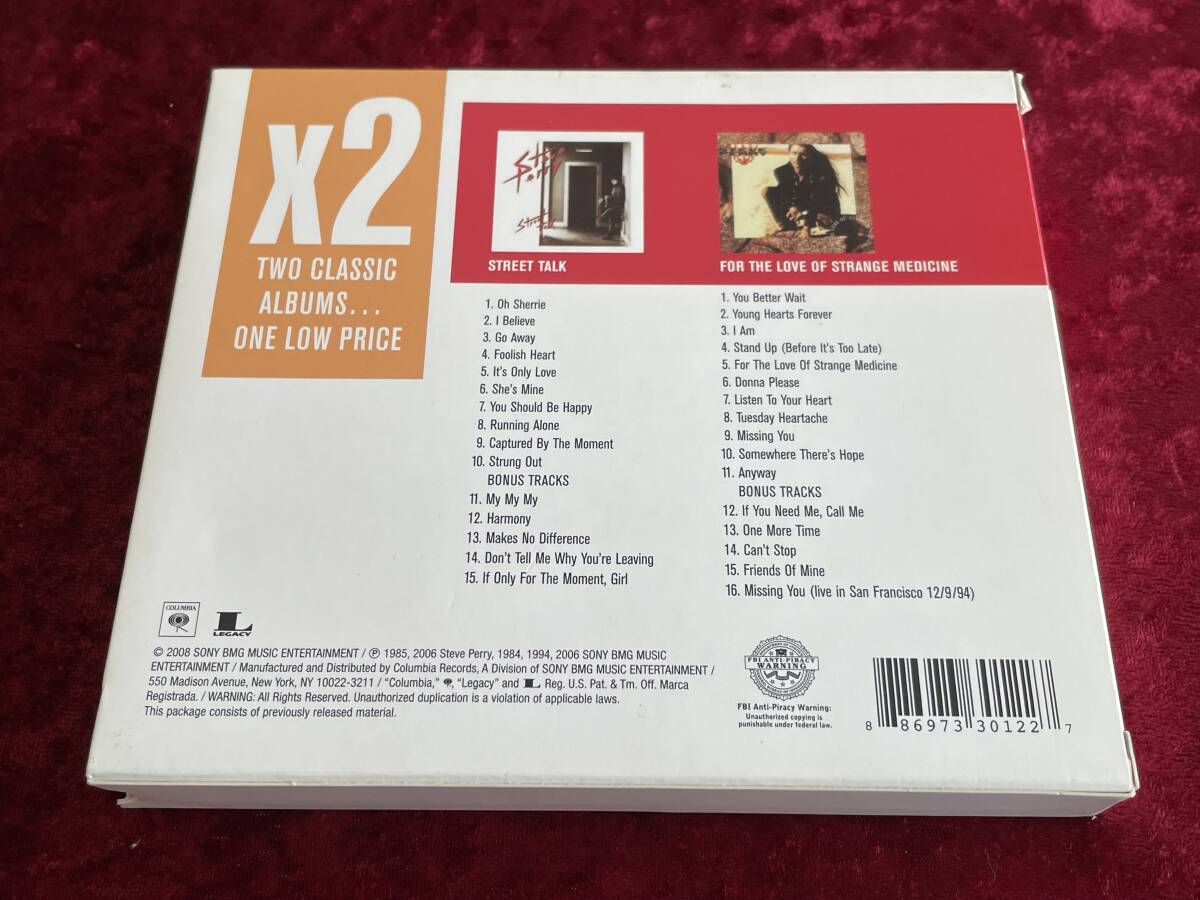 x2
TWO CLASSIC
ALBUMS...
ONE LOW PRICE
Steve
Perry
Street
Talk
STREET TALK
1. Oh Sherrie
2. I Believe
3. Go Away
4. Foolish Heart
5. It's Only Love
6. She's Mine
7. You Should Be Happy
8. Running Alone
9. Captured By The Moment
10. Strung Out
BONUS TRACKS
11. My My My
12. Harmony
13. Makes No Difference
14. Don't Tell Me Why You're Leaving
15. If Only For The Moment, Girl
FOR THE LOVE OF STRANGE MEDICINE
1. You Better Wait
2. Young Hearts Forever
3. I Am
4. Stand Up (Before It's Too Late)
5. For The Love Of Strange Medicine
6. Donna Please
7. Listen To Your Heart
8. Tuesday Heartache
9. Missing You
10. Somewhere There's Hope
11. Anyway
BONUS TRACKS
12. If You Need Me, Call Me
13. One More Time
14. Can't Stop
15. Friends Of Mine
16. Missing You (live in San Francisco 12/9/94)
COLUMBIA
L
LEGACY
© 2008 SONY BMG MUSIC ENTERTAINMENT / ℗ 1985, 2006 Steve Perry, 1984, 1994, 2006 SONY BMG MUSIC
ENTERTAINMENT / Manufactured and Distributed by Columbia Records, A Division of SONY BMG MUSIC ENTERTAINMENT /
550 Madison Avenue, New York, NY 10022-3211 / "Columbia," , "Legacy" and L Reg. U.S. Pat. & Tm. Off. Marca
Registrada. / WARNING: All Rights Reserved. Unauthorized duplication is a violation of applicable laws.
This package consists of previously released material.
FBI ANTI-PIRACY
WARNING
FBI Anti-Piracy Warning:
Unauthorized copying is
punishable under federal law.
8 86973 30122 7